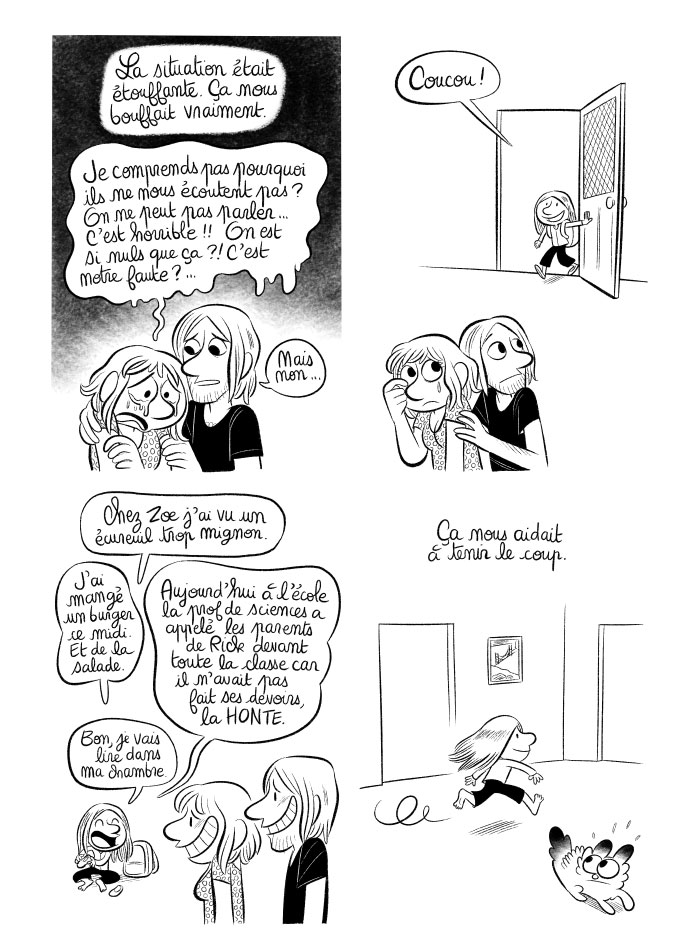 La situation était
étouffante. Ça nous
bouffait vraiment.
Je comprends pas pourquoi
ils ne nous écoutent pas ?
On ne peut pas parler...
C'est horrible !! On est
si nuls que ça ?! C'est
notre faute ?...
Mais
non...
Coucou !
Chez Zoe j'ai vu un
écureuil trop mignon.
J'ai
mangé
un burger
ce midi.
Et de la
salade.
Aujourd'hui à l'école
la prof de sciences a
appelé les parents
de Rick devant
toute la classe car
il n'avait pas
fait ses devoirs,
la HONTE.
Bon, je vais
lire dans
ma chambre.
Ça nous aidait
à tenir le coup.